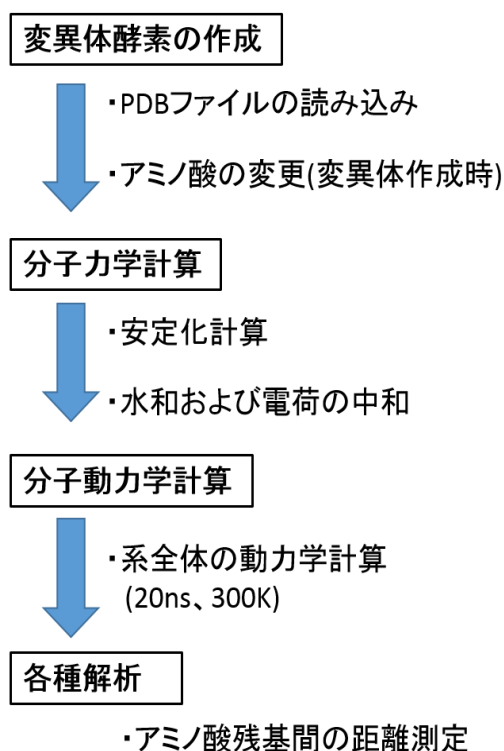 変異体酵素の作成
・PDBファイルの読み込み
・アミノ酸の変更(変異体作成時)
分子力学計算
・安定化計算
・水和および電荷の中和
分子動力学計算
・系全体の動力学計算
(20ns、300K)
各種解析
・アミノ酸残基間の距離測定